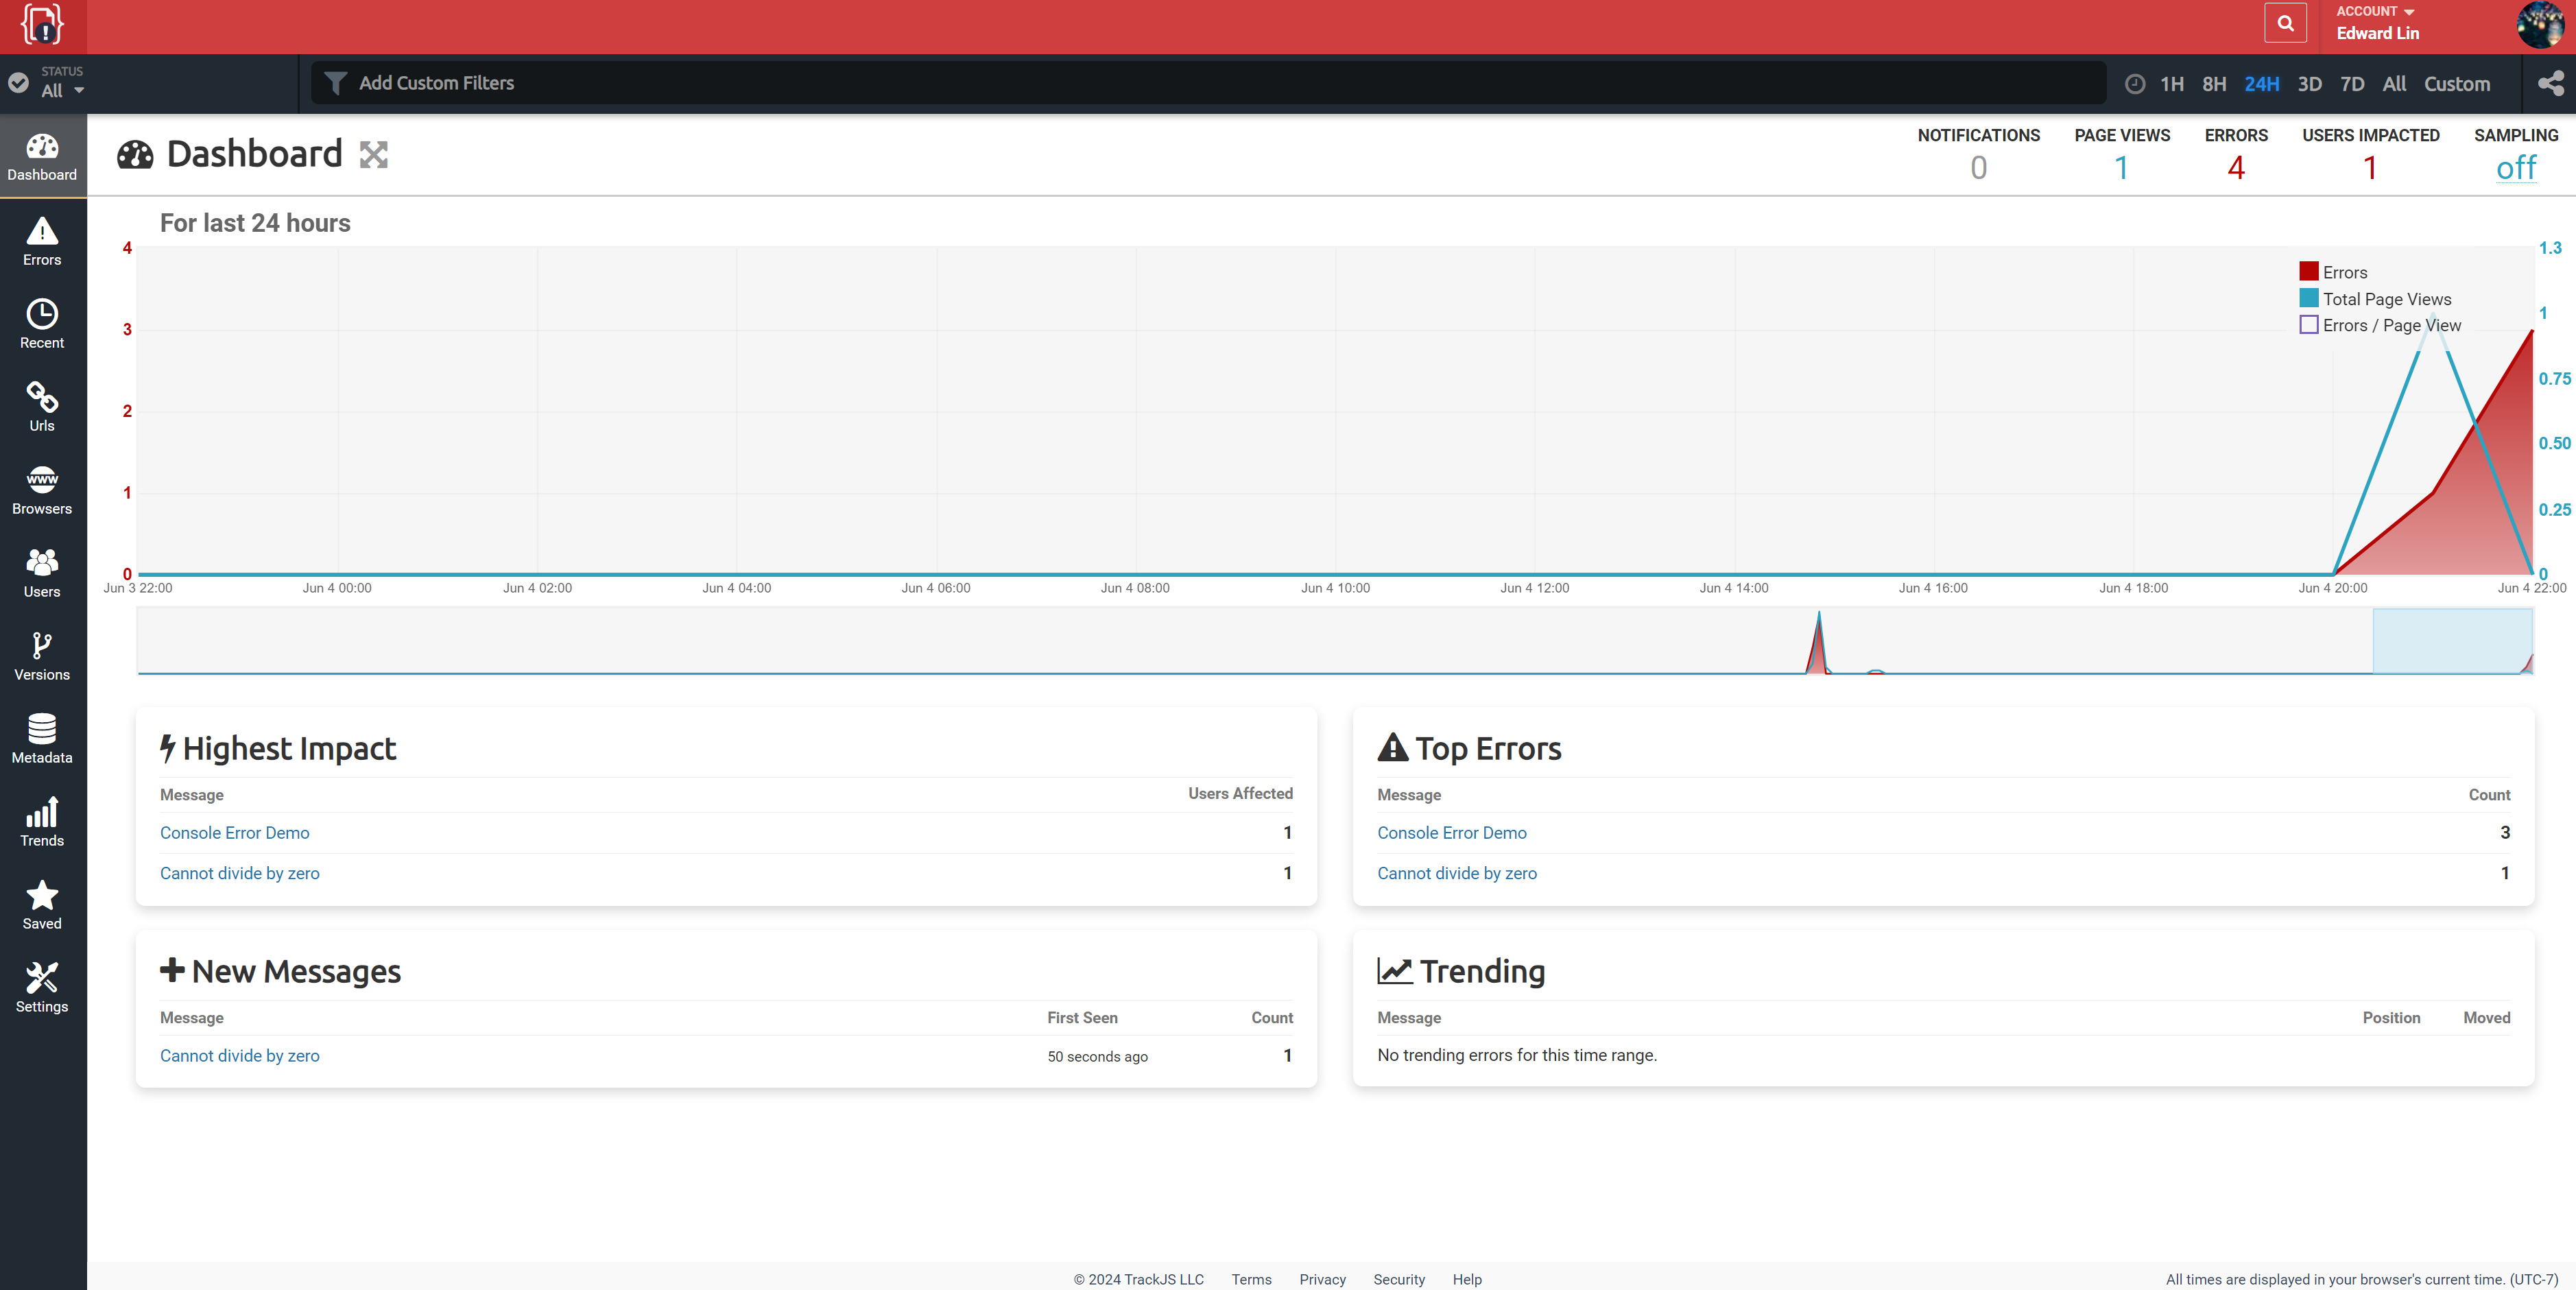 ACCOUNT
Edward Lin
STATUS
All
Add Custom Filters
1H 8H 24H 3D 7D All Custom
Dashboard
Errors
Recent
Urls
www
Browsers
Users
Versions
Metadata
Trends
Saved
Settings
Dashboard
NOTIFICATIONS
0
PAGE VIEWS
1
ERRORS
4
USERS IMPACTED
1
SAMPLING
off
For last 24 hours
4
3
2
1
0
1.3
1
0.75
0.50
0.25
0
Errors
Total Page Views
Errors / Page View
Jun 3 22:00 Jun 4 00:00 Jun 4 02:00 Jun 4 04:00 Jun 4 06:00 Jun 4 08:00 Jun 4 10:00 Jun 4 12:00 Jun 4 14:00 Jun 4 16:00 Jun 4 18:00 Jun 4 20:00 Jun 4 22:00
Highest Impact
Message Users Affected
Console Error Demo 1
Cannot divide by zero 1
Top Errors
Message Count
Console Error Demo 3
Cannot divide by zero 1
New Messages
Message First Seen Count
Cannot divide by zero 50 seconds ago 1
Trending
Message Position Moved
No trending errors for this time range.
© 2024 TrackJS LLC Terms Privacy Security Help
All times are displayed in your browser's current time. (UTC-7)